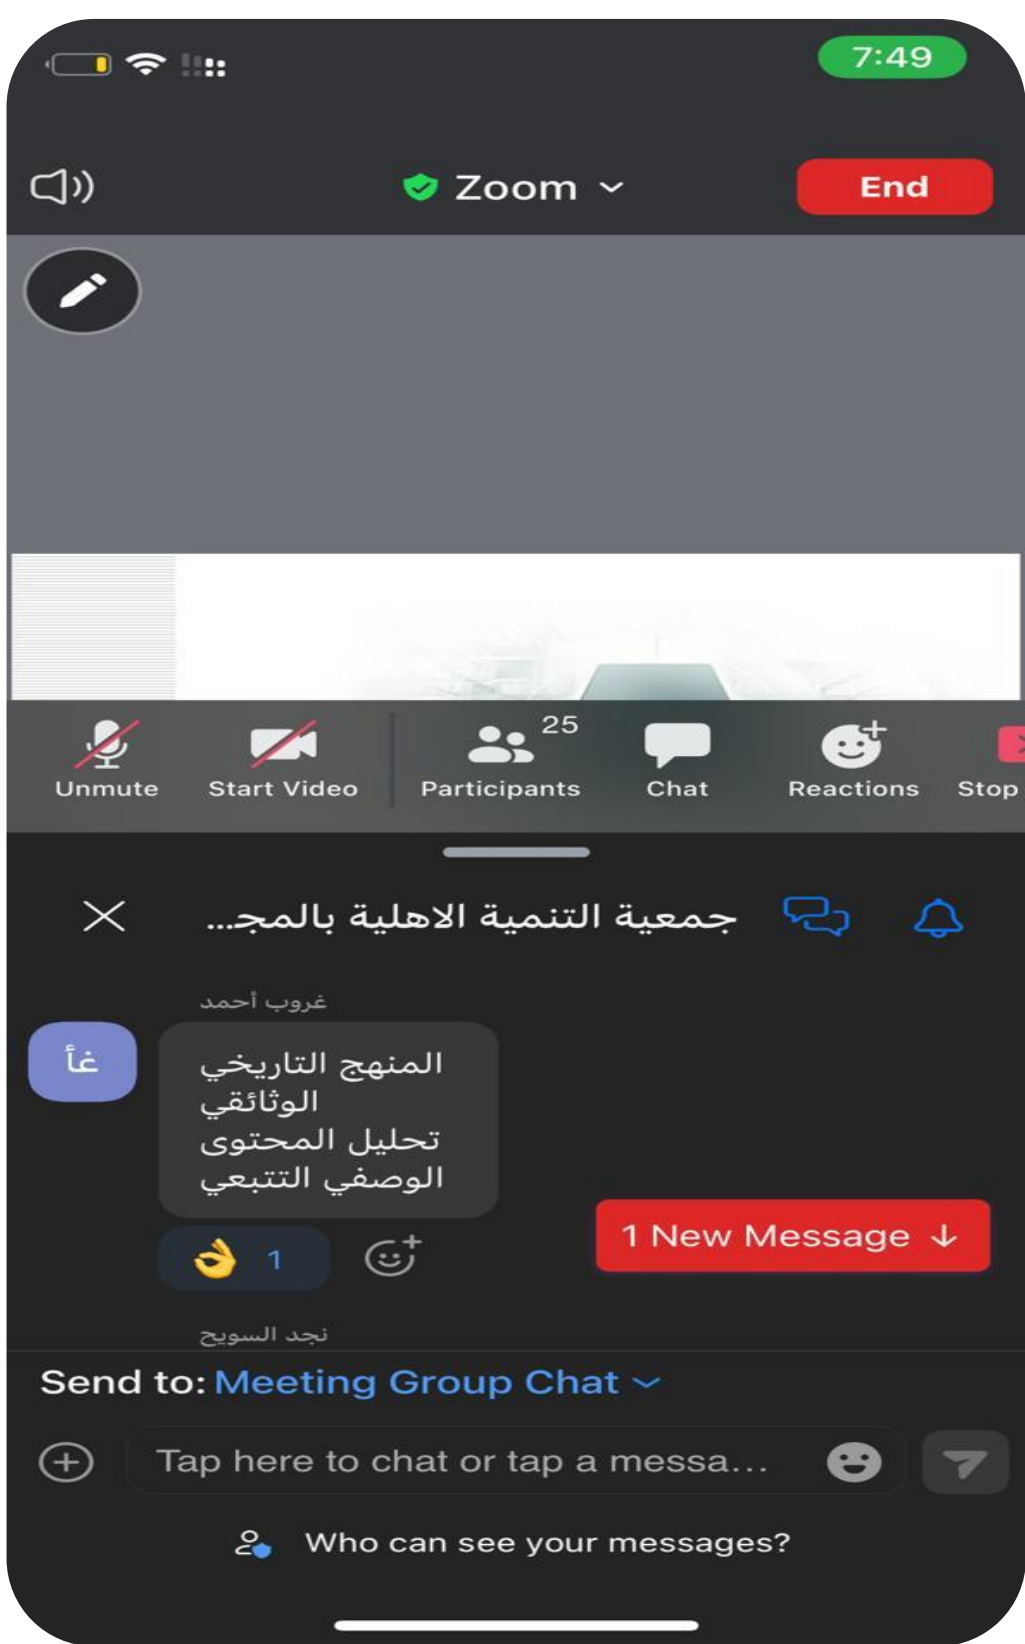 7:49
Zoom
End
Unmute
Start Video
25
Participants
Chat
Reactions
Stop
جمعية التنمية الاهلية بالمجـ...
غروب أحمد
غأ
المنهج التاريخي
الوثائقي
تحليل المحتوى
الوصفي التتبعي
👌 1
1 New Message ↓
نجد السويح
Send to: Meeting Group Chat
Tap here to chat or tap a messa...
Who can see your messages?